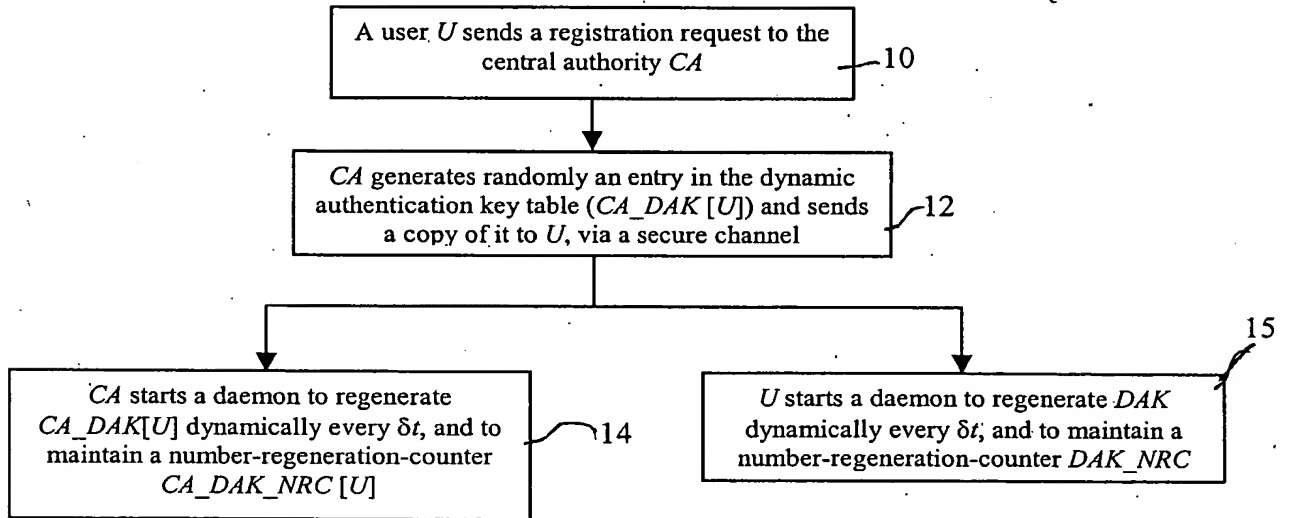 A user U sends a registration request to the
central authority CA
10
CA generates randomly an entry in the dynamic
authentication key table (CA_DAK [U]) and sends
a copy of it to U, via a secure channel
12
CA starts a daemon to regenerate
CA_DAK[U] dynamically every δt, and to
maintain a number-regeneration-counter
CA_DAK_NRC [U]
14
U starts a daemon to regenerate DAK
dynamically every δt, and to maintain a
number-regeneration-counter DAK_NRC
15